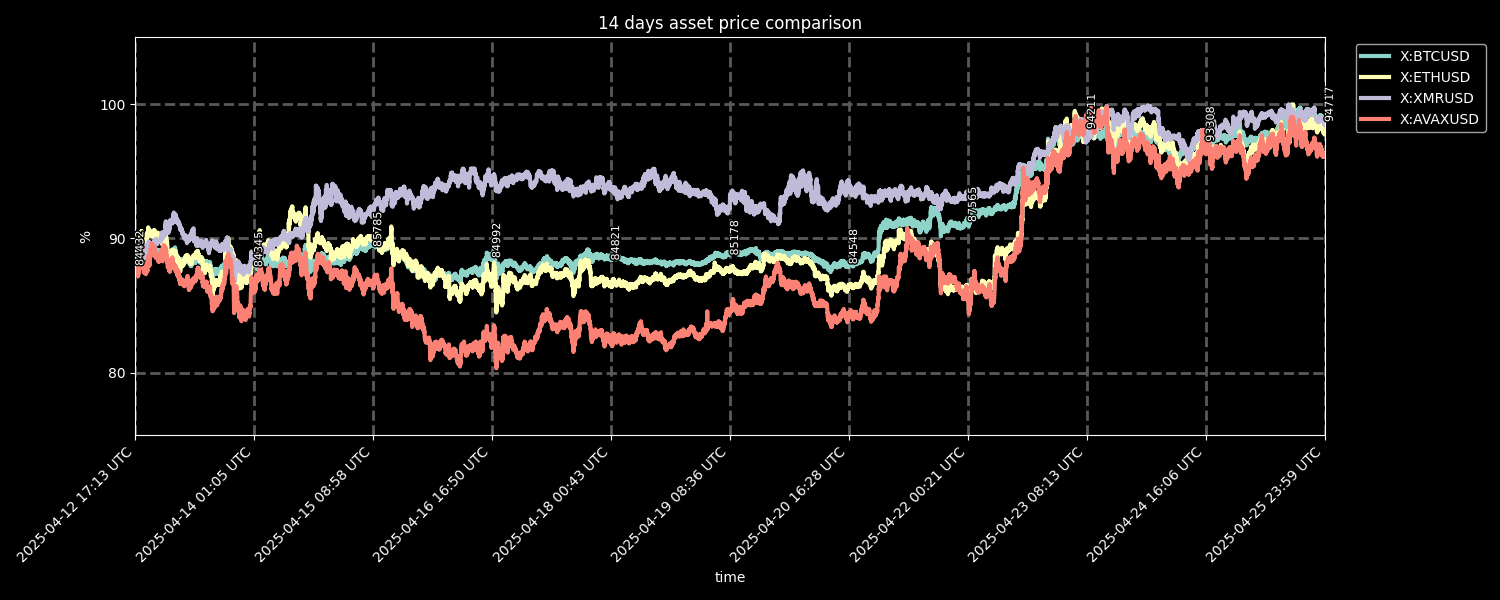 14 days asset price comparison
X:BTCUSD
X:ETHUSD
X:XMRUSD
X:AVAXUSD
100
90
80
%
84432
84345
85785
84992
84821
85178
84548
87565
94211
93308
94717
2025-04-12 17:13 UTC
2025-04-14 01:05 UTC
2025-04-15 08:58 UTC
2025-04-16 16:50 UTC
2025-04-18 00:43 UTC
2025-04-19 08:36 UTC
2025-04-20 16:28 UTC
2025-04-22 00:21 UTC
2025-04-23 08:13 UTC
2025-04-24 16:06 UTC
2025-04-25 23:59 UTC
time